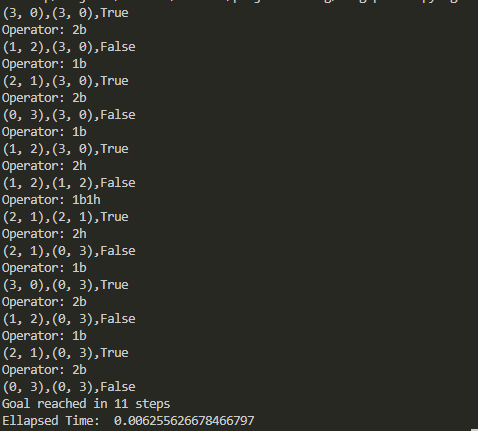 (3, 0),(3, 0),True
Operator: 2b
(1, 2),(3, 0),False
Operator: 1b
(2, 1),(3, 0),True
Operator: 2b
(0, 3),(3, 0),False
Operator: 1b
(1, 2),(3, 0),True
Operator: 2h
(1, 2),(1, 2),False
Operator: 1b1h
(2, 1),(2, 1),True
Operator: 2h
(2, 1),(0, 3),False
Operator: 1b
(3, 0),(0, 3),True
Operator: 2b
(1, 2),(0, 3),False
Operator: 1b
(2, 1),(0, 3),True
Operator: 2b
(0, 3),(0, 3),False
Goal reached in 11 steps
Ellapsed Time:  0.006255626678466797